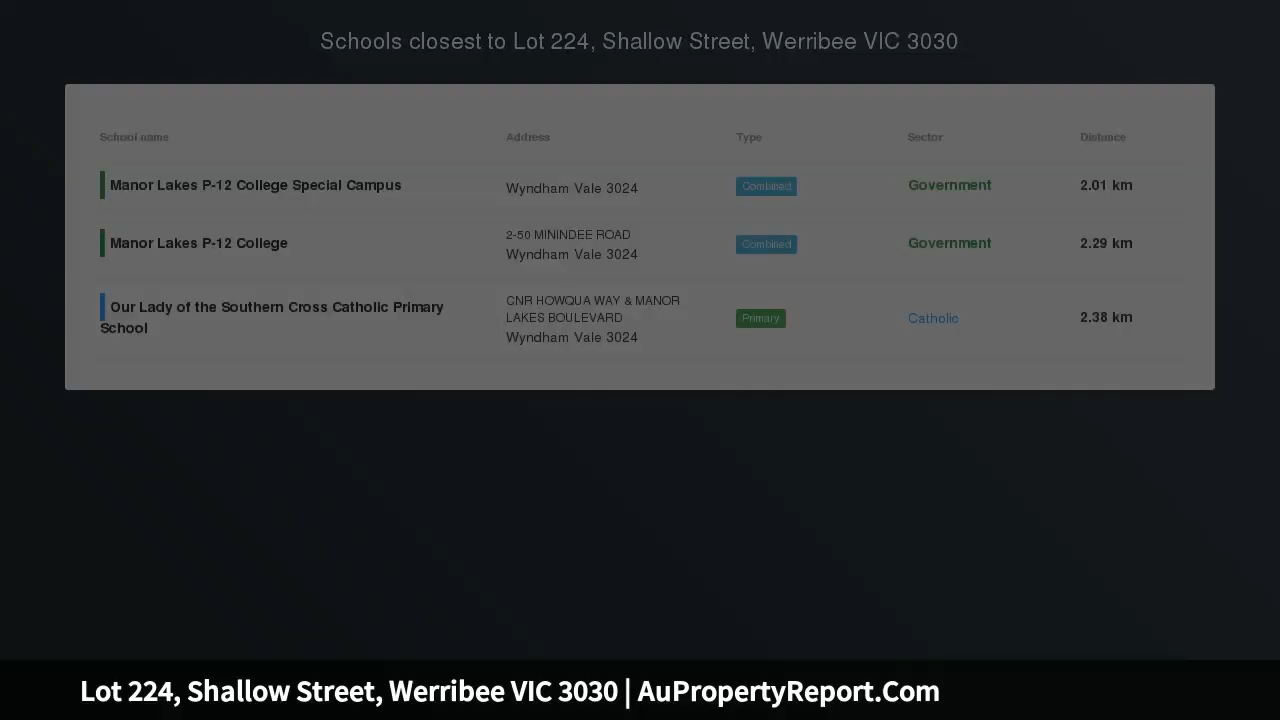 Schools closest to Lot 224, Shallow Street, Werribee VIC 3030
School name Address Type Sector Distance
Manor Lakes P-12 College Special Campus Wyndham Vale 3024 Combined Government 2.01 km
Manor Lakes P-12 College 2-50 MININDEE ROAD Combined Government 2.29 km
Wyndham Vale 3024
Our Lady of the Southern Cross Catholic Primary CNR HOWQUA WAY & MANOR
School LAKES BOULEVARD Primary Catholic 2.38 km
Wyndham Vale 3024
Lot 224, Shallow Street, Werribee VIC 3030 | AuPropertyReport.Com